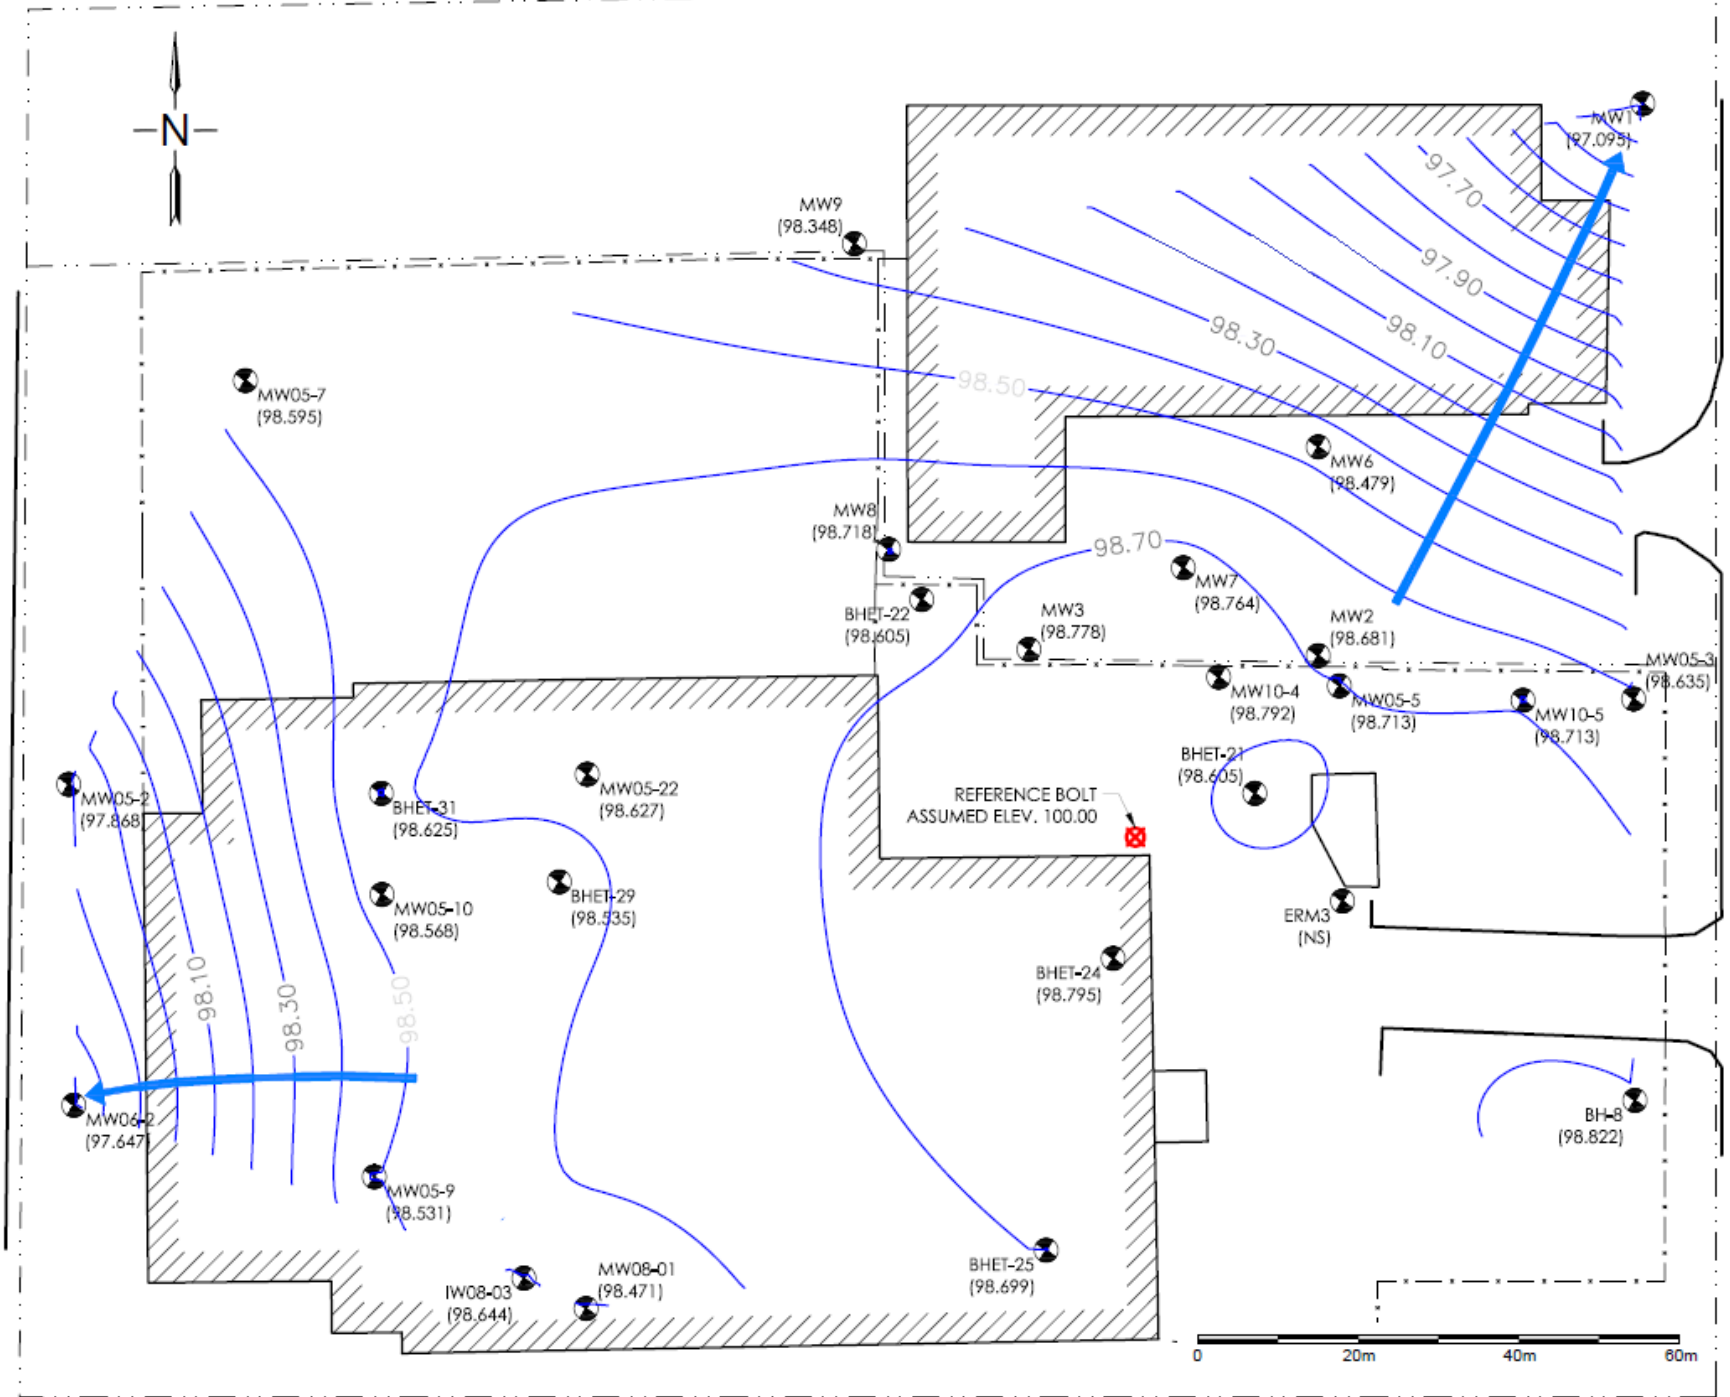 N
MW1
(97.095)
97.70
MW9
(98.348)
97.90
98.30
98.10
98.50
MW05-7
(98.595)
MW6
(98.479)
MW8
(98.718)
98.70
MW7
(98.764)
BHET-22
(98.605)
MW3
(98.778)
MW2
(98.681)
MW05-3
(98.635)
MW10-4
(98.792)
MW05-5
(98.713)
MW10-5
(98.713)
BHET-21
(98.605)
MW05-2
(97.868)
BHET-31
(98.625)
MW05-22
(98.627)
REFERENCE BOLT
ASSUMED ELEV. 100.00
MW05-10
(98.568)
BHET-29
(98.535)
ERM3
(NS)
BHET-24
(98.795)
98.10
98.30
98.50
MW06-2
(97.647)
BH-8
(98.822)
MW05-9
(98.531)
BHET-25
(98.699)
IW08-03
(98.644)
MW08-01
(98.471)
0 20m 40m 60m